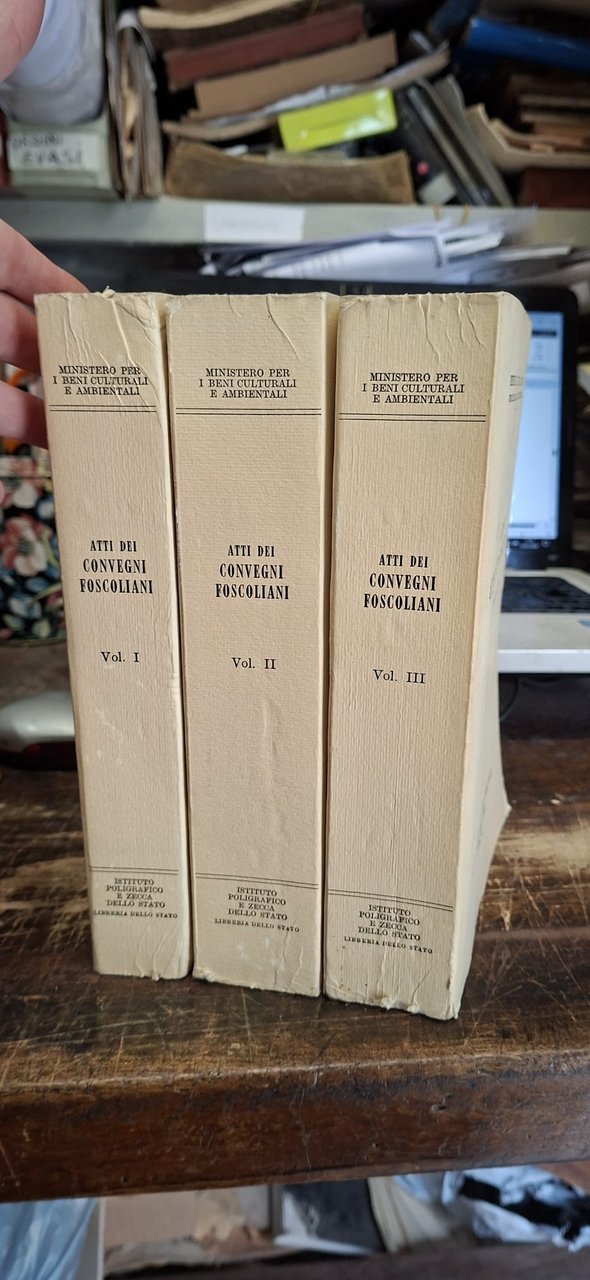 MINISTERO PER
I BENI CULTURALI
E AMBIENTALI
ATTI DEI
CONVEGNI
FOSCOLIANI
Vol. I
ISTITUTO
POLIGRAFICO
E ZECCA
DELLO STATO
LIBRERIA DELLO STATO
MINISTERO PER
I BENI CULTURALI
E AMBIENTALI
ATTI DEI
CONVEGNI
FOSCOLIANI
Vol. II
ISTITUTO
POLIGRAFICO
E ZECCA
DELLO STATO
LIBRERIA DELLO STATO
MINISTERO PER
I BENI CULTURALI
E AMBIENTALI
ATTI DEI
CONVEGNI
FOSCOLIANI
Vol. III
ISTITUTO
POLIGRAFICO
E ZECCA
DELLO STATO
LIBRERIA DELLO STATO